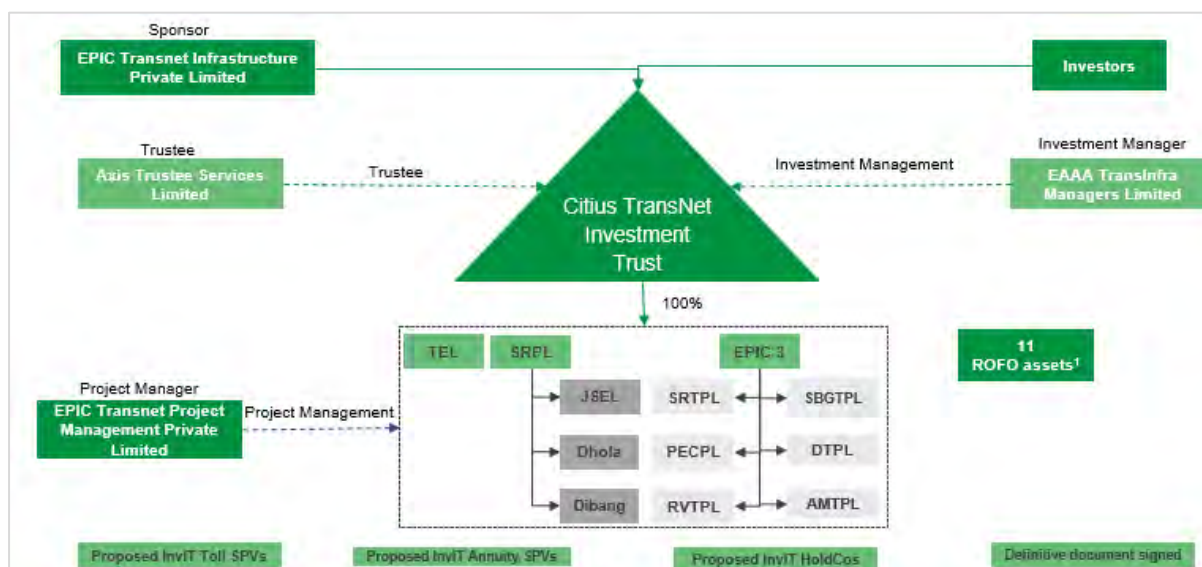 Sponsor
EPIC Transnet Infrastructure
Private Limited
Investors
Trustee
Axis Trustee Services
Limited
Trustee
Investment Management
Investment Manager
EAAA TransInfra
Managers Limited
Citius TransNet
Investment
Trust
100%
TEL
SRPL
EPIC 3
11
ROFO assets¹
Project Manager
EPIC Transnet Project
Management Private
Limited
Project Management
JSEL
SRTPL
SBGTPL
Dhola
PECPL
DTPL
Dibang
RVTPL
AMTPL
Proposed InvIT Toll SPVs
Proposed InvIT Annuity SPVs
Proposed InvIT HoldCos
Definitive document signed